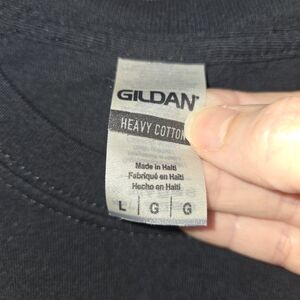 GILDAN
HEAVY COTTON
Made in Haiti
Fabriqué en Haïti
Hecho en Haiti
L | G | G